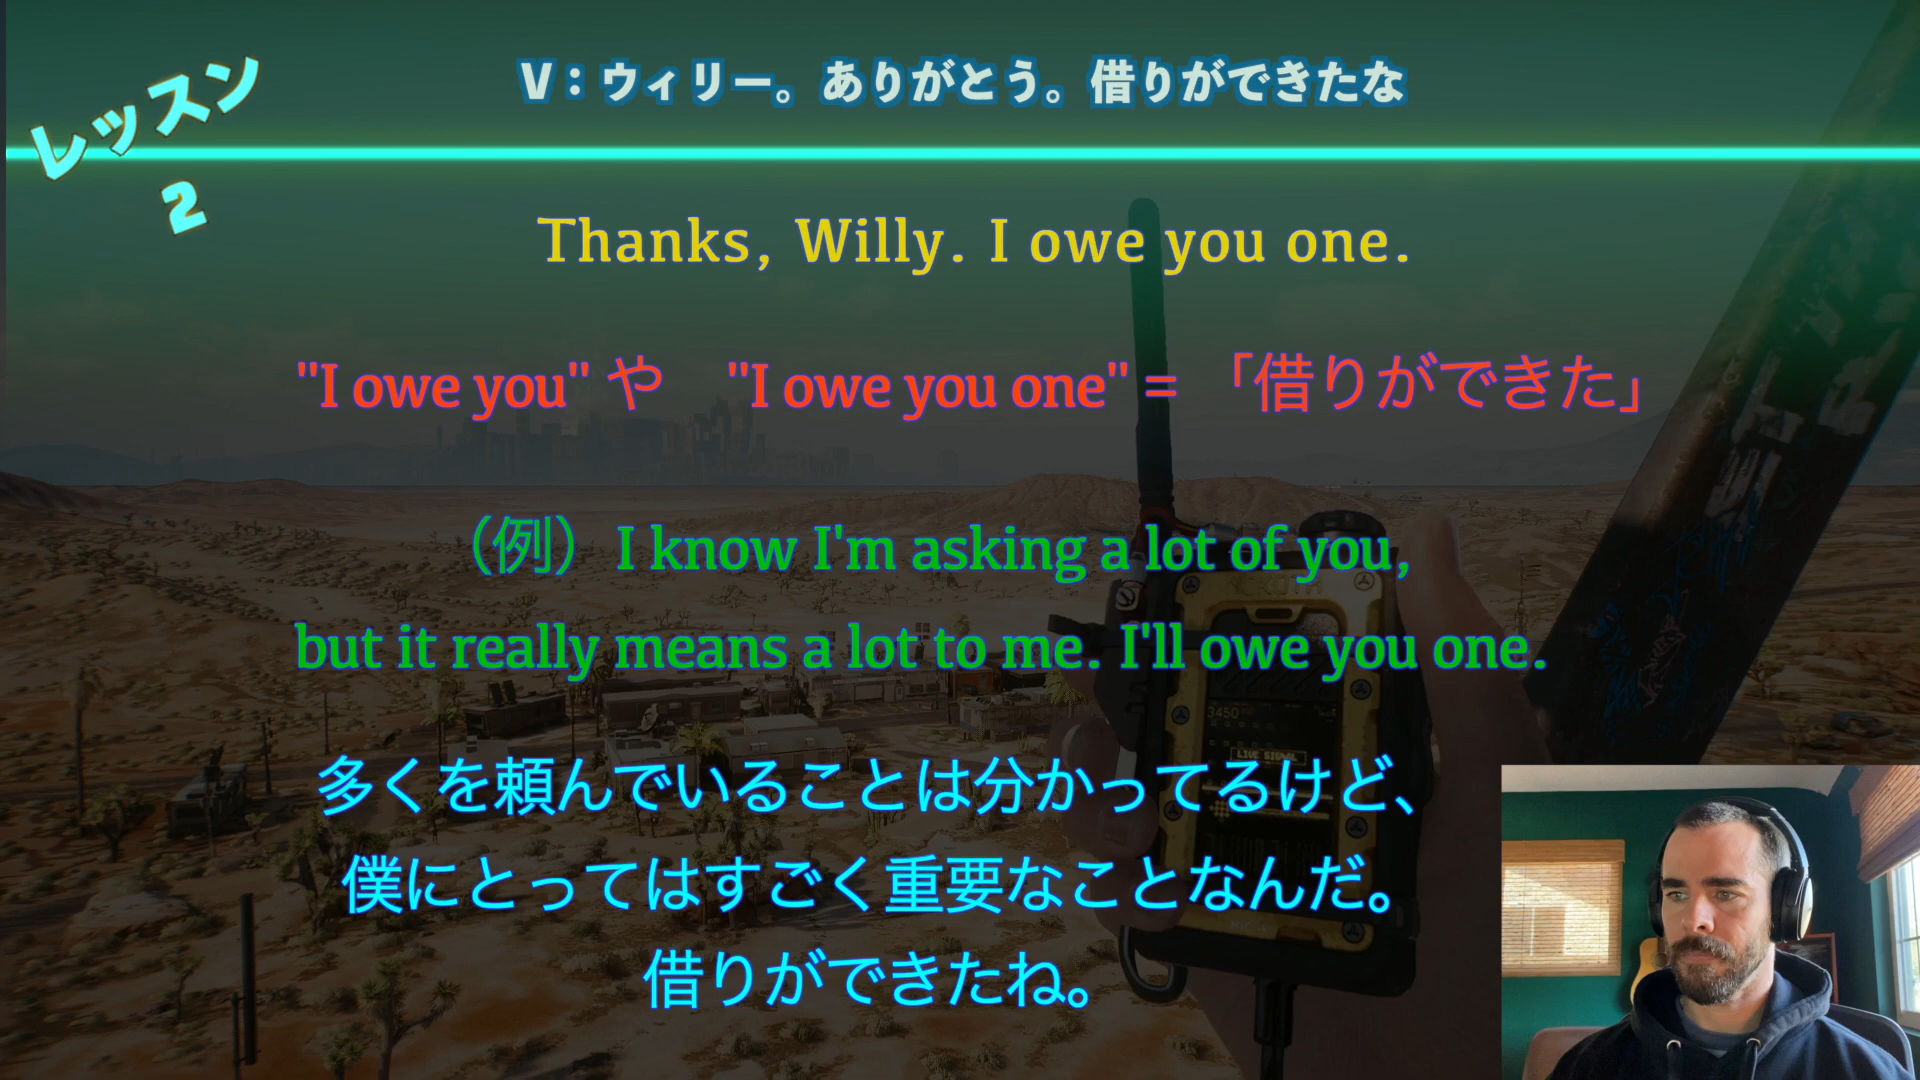 レッスン
2
V：ウィリー。ありがとう。借りができたな
Thanks, Willy. I owe you one.
"I owe you" や　"I owe you one" = 「借りができた」
（例）I know I'm asking a lot of you,
but it really means a lot to me. I'll owe you one.
3450
LIVE SIGNAL
多くを頼んでいることは分かってるけど、
僕にとってはすごく重要なことなんだ。
借りができたね。